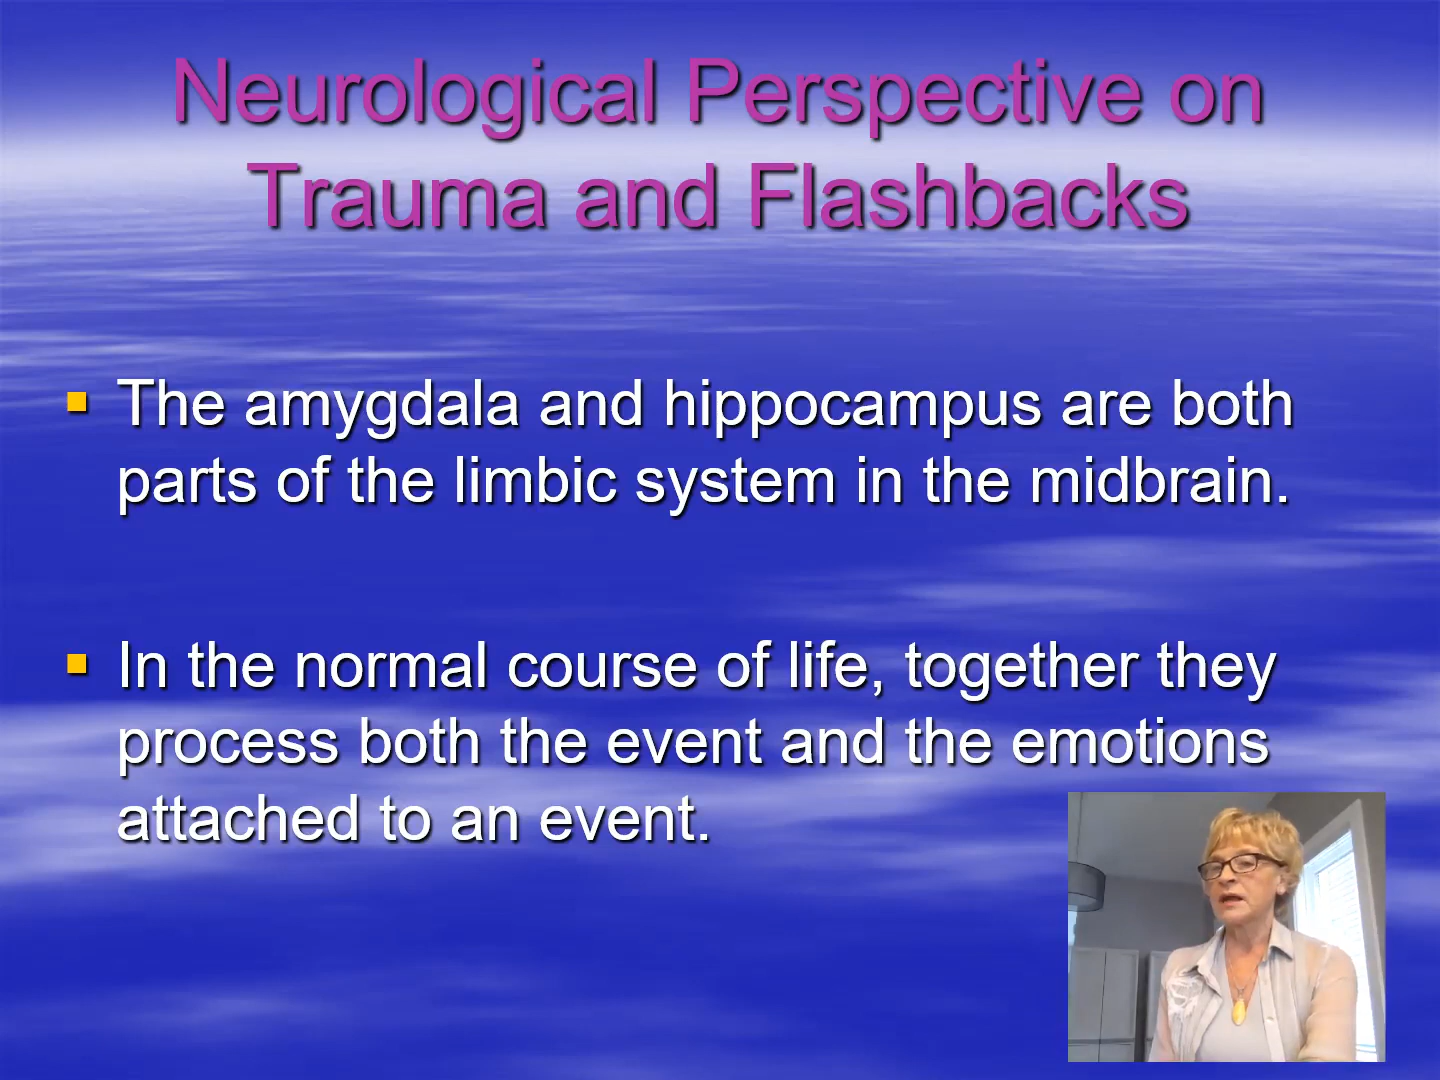 Neurological Perspective on
Trauma and Flashbacks
The amygdala and hippocampus are both
parts of the limbic system in the midbrain.
In the normal course of life, together they
process both the event and the emotions
attached to an event.